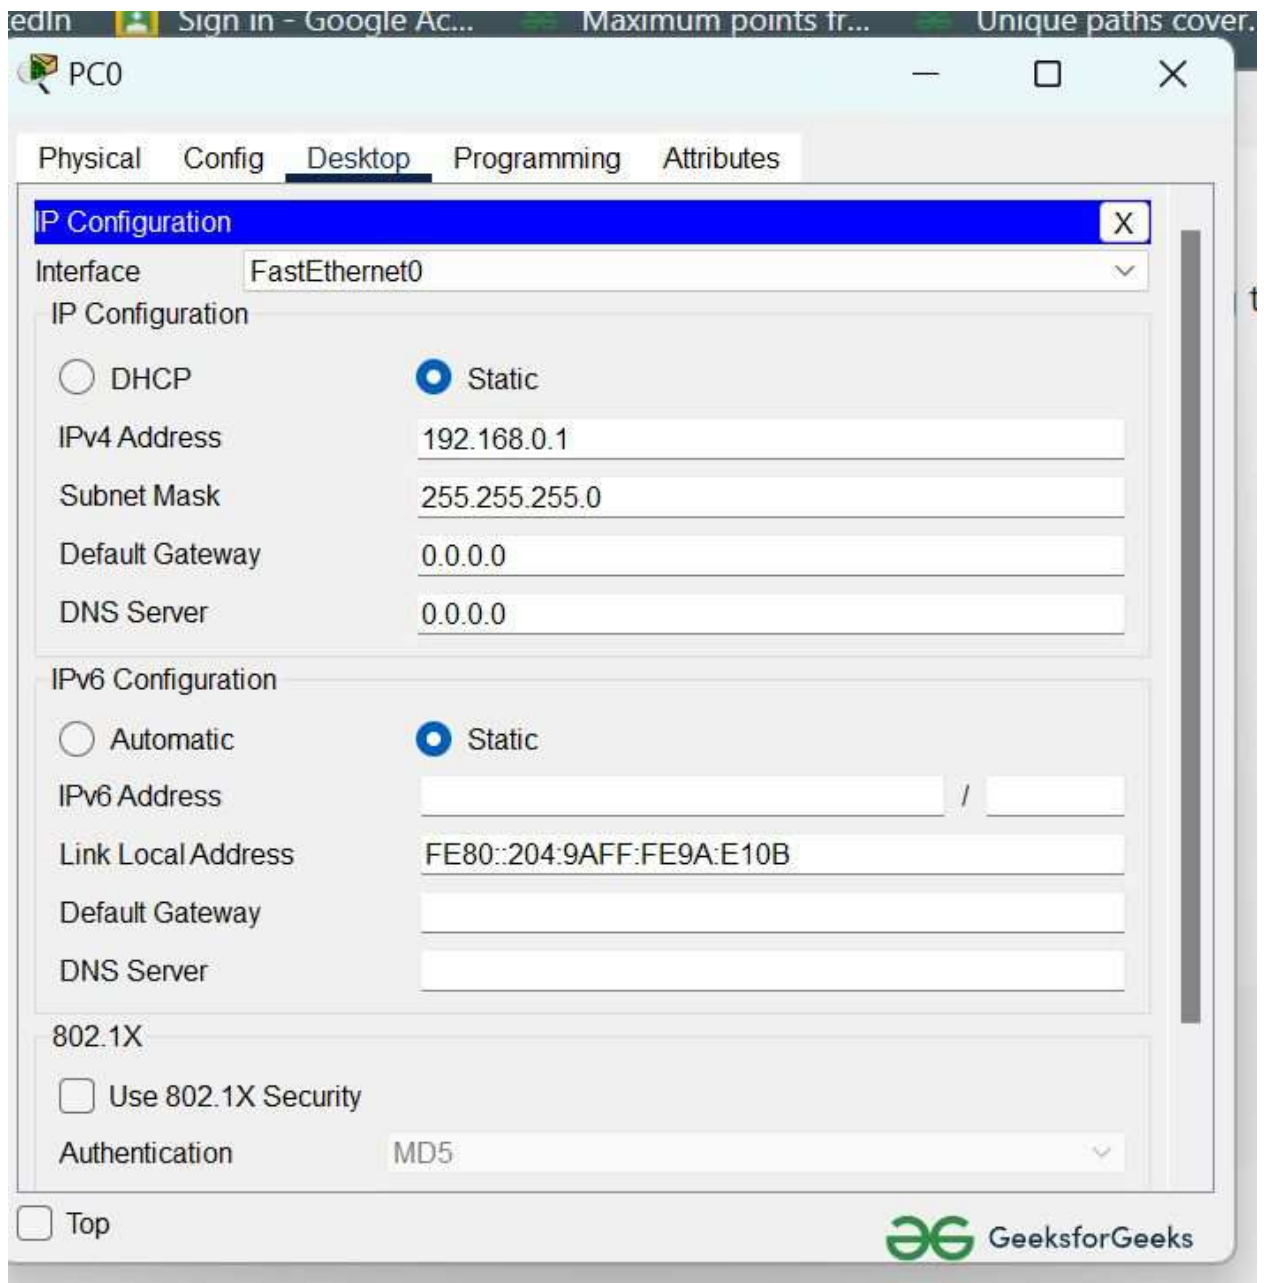 edIn Sign in - Google Ac... Maximum points fr... Unique paths cover.
PC0
Physical Config Desktop Programming Attributes
IP Configuration X
Interface FastEthernet0
IP Configuration
DHCP Static
IPv4 Address 192.168.0.1
Subnet Mask 255.255.255.0
Default Gateway 0.0.0.0
DNS Server 0.0.0.0
IPv6 Configuration
Automatic Static
IPv6 Address /
Link Local Address FE80::204:9AFF:FE9A:E10B
Default Gateway
DNS Server
802.1X
Use 802.1X Security
Authentication MD5
Top
GeeksforGeeks